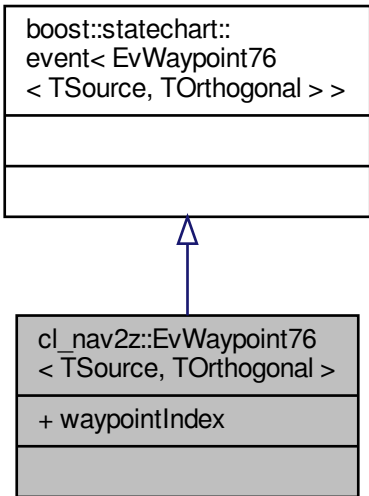 boost::statechart::
event< EvWaypoint76
< TSource, TOrthogonal > >
cl_nav2z::EvWaypoint76
< TSource, TOrthogonal >
+ waypointIndex